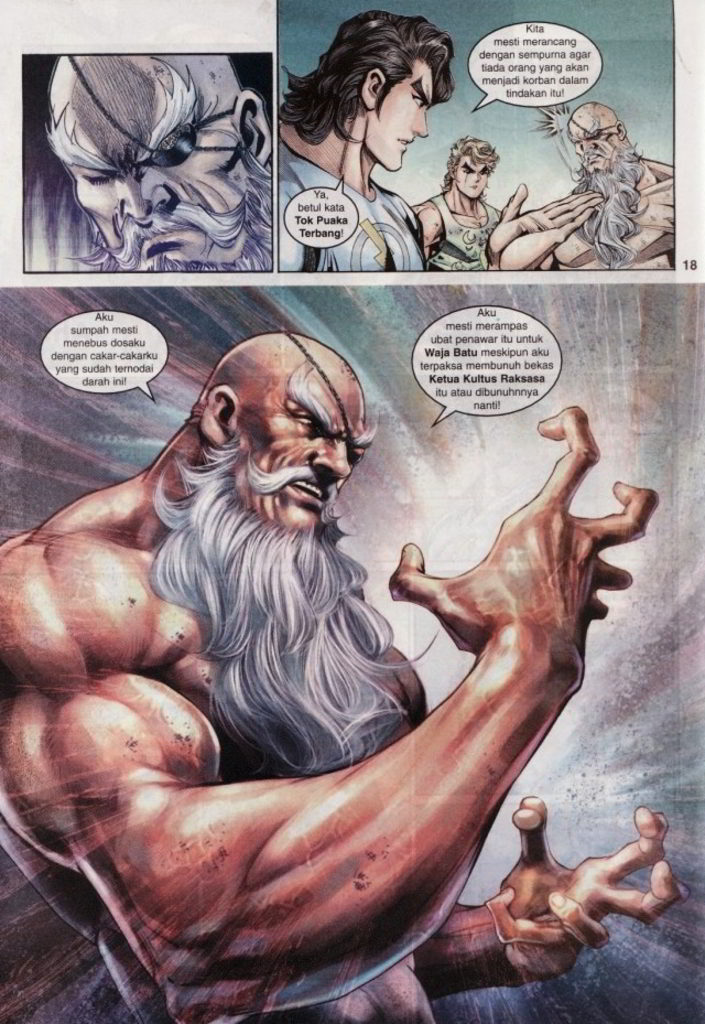 Kita
mesti merancang
dengan sempurna agar
tiada orang yang akan
menjadi korban dalam
tindakan itu!
Ya,
betul kata
Tok Puaka
Terbang!
18
Aku
sumpah mesti
menebus dosaku
dengan cakar-cakarku
yang sudah ternodai
darah ini!
Aku
mesti merampas
ubat penawar itu untuk
Waja Batu meskipun aku
terpaksa membunuh bekas
Ketua Kultus Raksasa
itu atau dibunuhnnya
nanti!